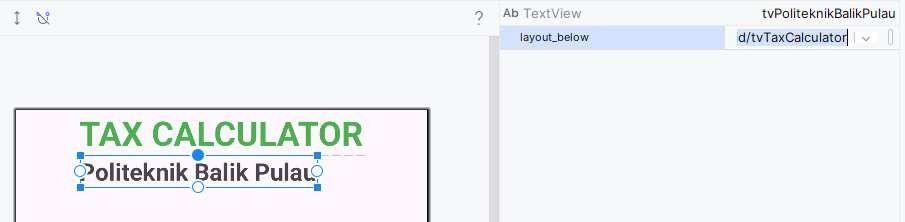 ?
Ab TextView
tvPoliteknikBalikPulau
layout_below
d/tvTaxCalculator
TAX CALCULATOR
Politeknik Balik Pulau